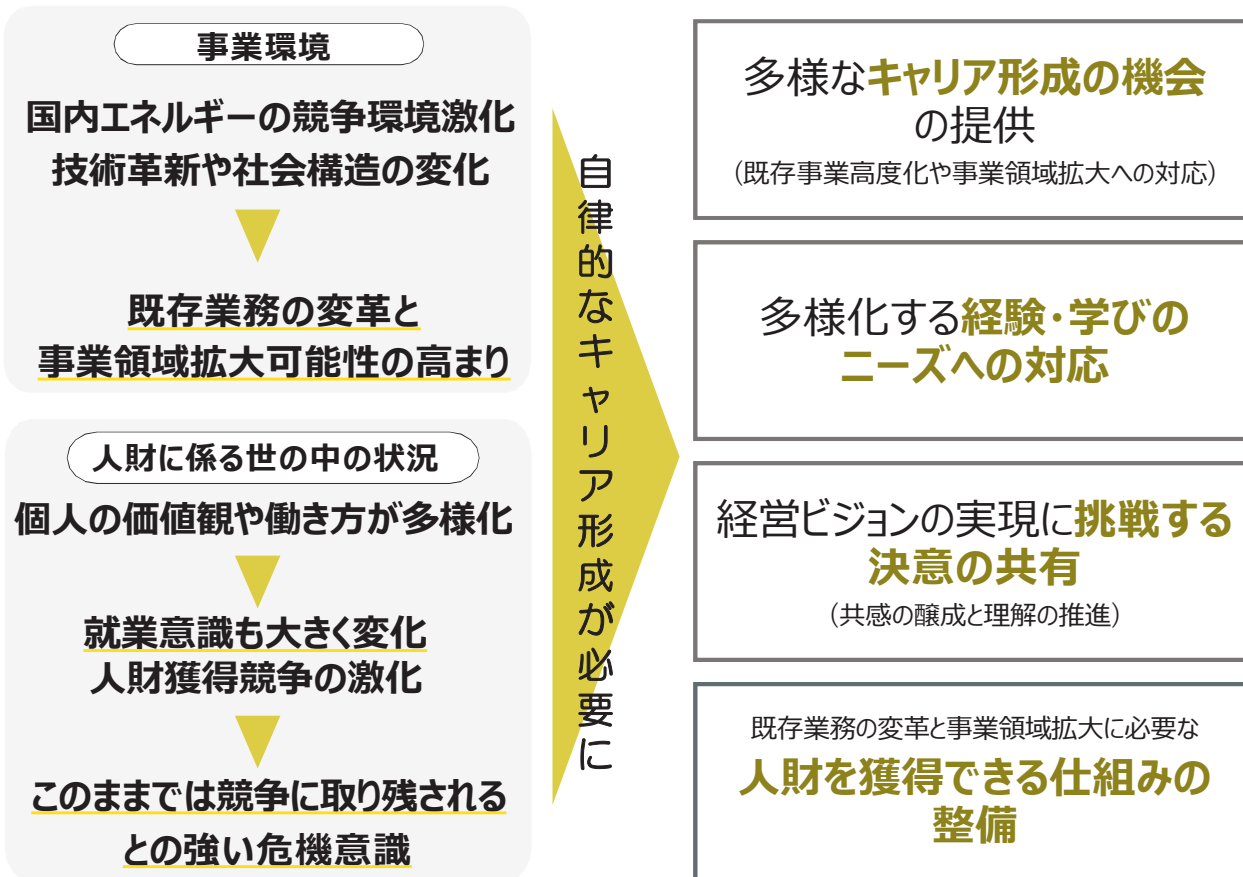 事業環境
国内エネルギーの競争環境激化
技術革新や社会構造の変化
既存業務の変革と
事業領域拡大可能性の高まり
人財に係る世の中の状況
個人の価値観や働き方が多様化
就業意識も大きく変化
人財獲得競争の激化
このままでは競争に取り残される
との強い危機意識
自律的なキャリア形成が必要に
多様なキャリア形成の機会
の提供
(既存事業高度化や事業領域拡大への対応)
多様化する経験・学びの
ニーズへの対応
経営ビジョンの実現に挑戦する
決意の共有
(共感の醸成と理解の推進)
既存業務の変革と事業領域拡大に必要な
人財を獲得できる仕組みの
整備